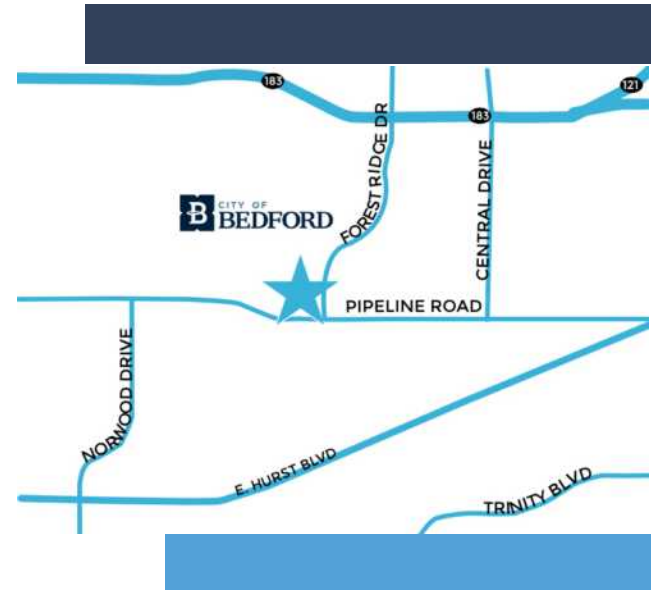 183
121
183
FOREST RIDGE DR
CENTRAL DRIVE
B
CITY OF
BEDFORD
PIPELINE ROAD
NORWOOD DRIVE
E. HURST BLVD
TRINITY BLVD